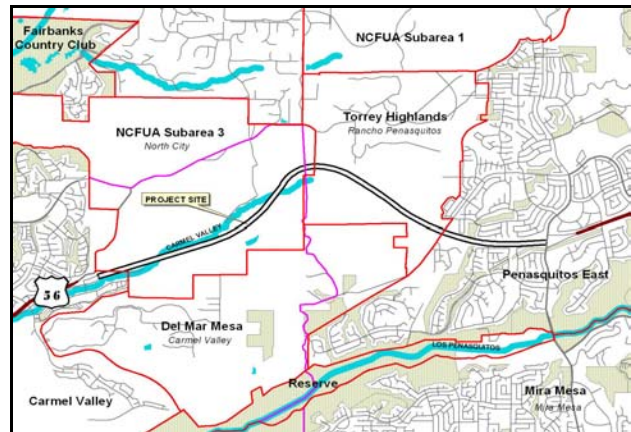 Fairbanks
Country Club
NCFUA Subarea 1
NCFUA Subarea 3
North City
Torrey Highlands
Rancho Penasquitos
PROJECT SITE
CARMEL VALLEY
56
Penasquitos East
Del Mar Mesa
Carmel Valley
LOS PENASQUITOS
Reserve
Carmel Valley
Mira Mesa
Mira Mesa